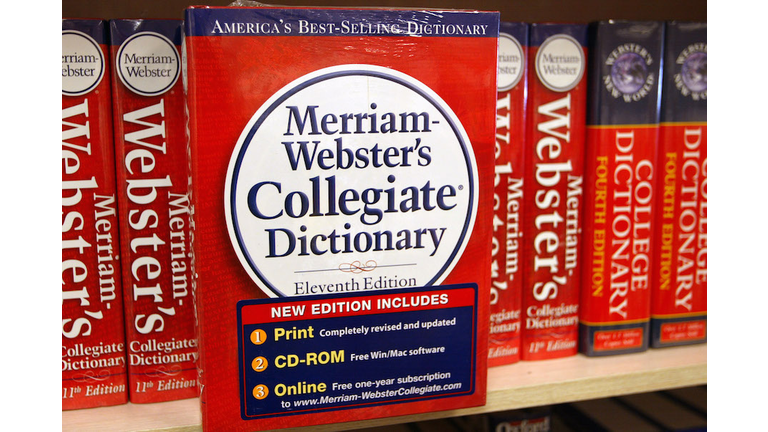 erriam-
Webster
Merriam-
Webster's
Collegiate
Dictionary
11th Edition
Merriam-
Webster
Merriam-
Webster's
Collegiate
Dictionary
11th Edition
AMERICA'S BEST-SELLING DICTIONARY
Merriam-
Webster's
Collegiate®
Dictionary
Eleventh Edition
NEW EDITION INCLUDES
1 Print Completely revised and updated
2 CD-ROM Free Win/Mac software
3 Online Free one-year subscription
to www.Merriam-WebsterCollegiate.com
Merriam-
Merriam-
Webster
Merriam-
Webster's
Collegiate
Dictionary
11th Edition
WEBSTER'S
NEW WORLD
COLLEGE
DICTIONARY
FOURTH EDITION
WEBSTER'S
NEW WORLD
COLLEGE
DICTIONARY
FOURTH EDITION
Oxford